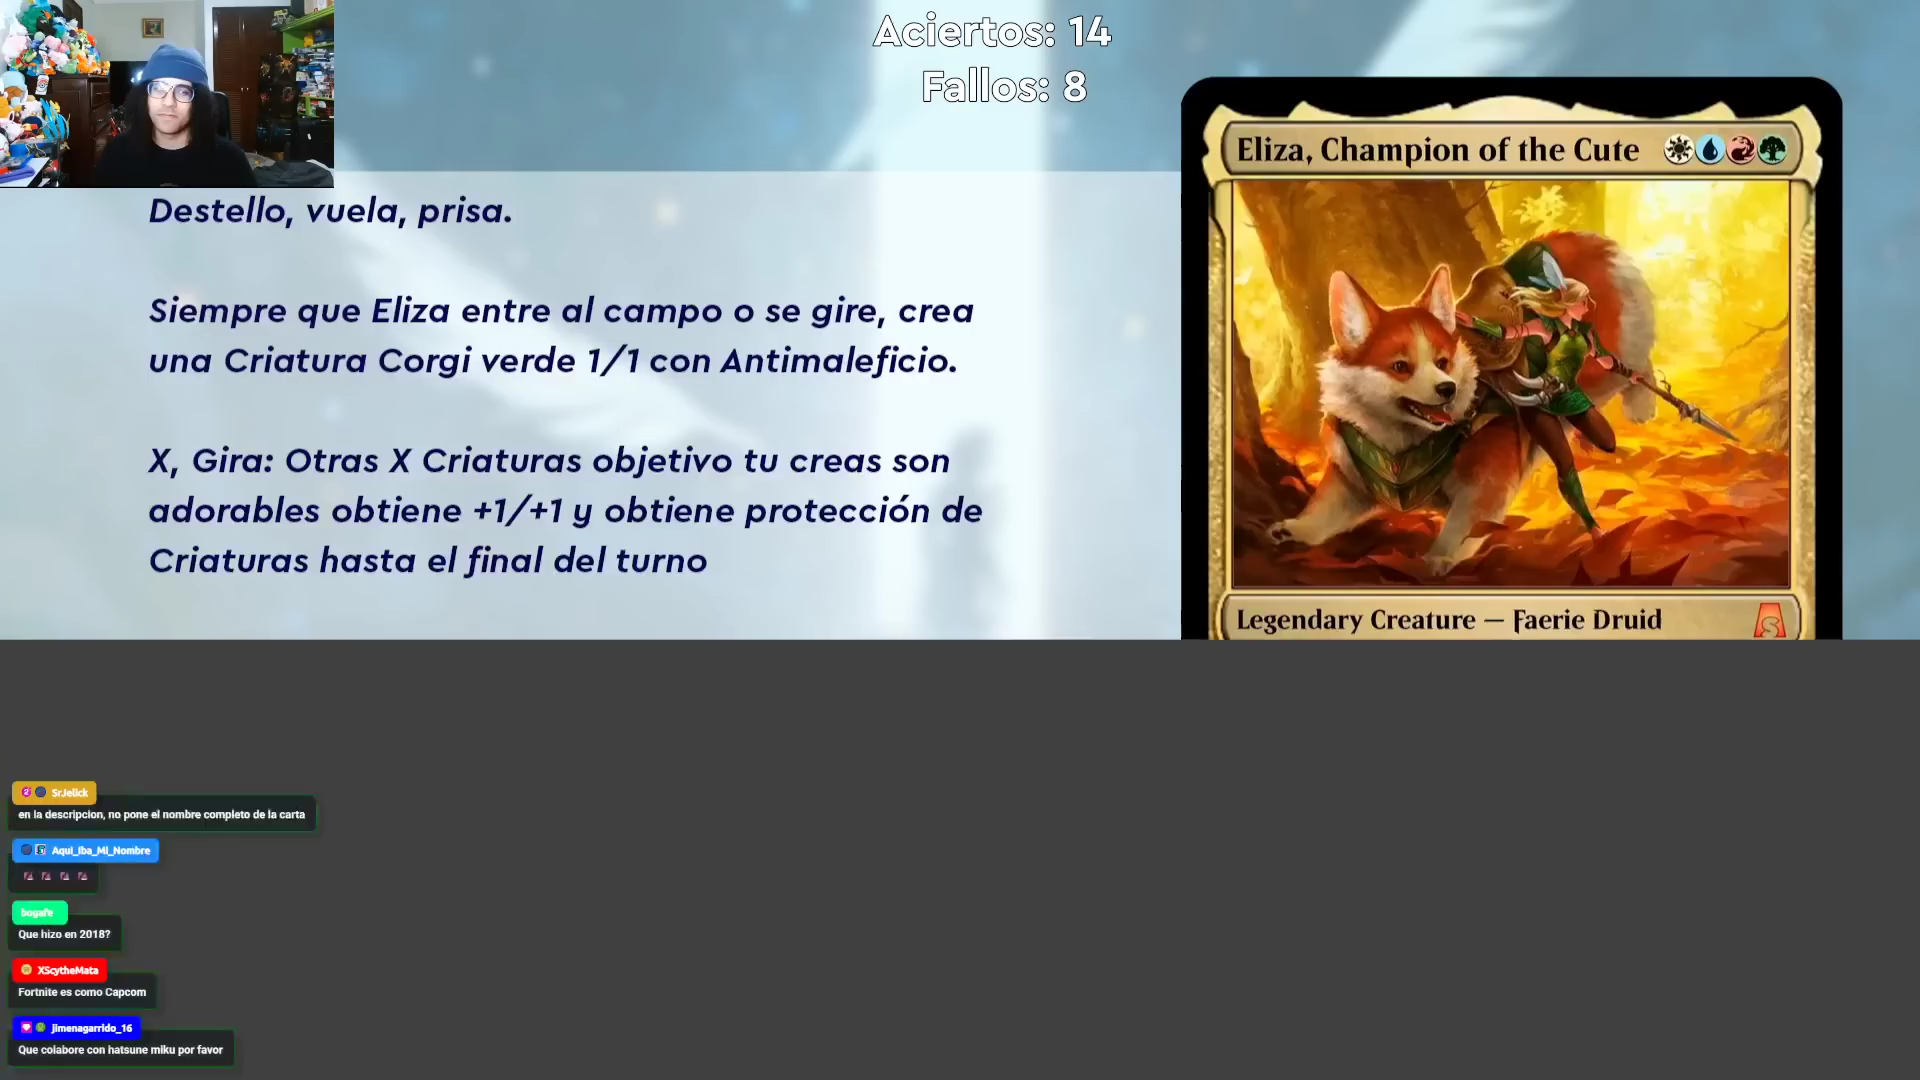 Aciertos: 14
Fallos: 8
Destello, vuela, prisa.
Siempre que Eliza entre al campo o se gire, crea
una Criatura Corgi verde 1/1 con Antimaleficio.
X, Gira: Otras X Criaturas objetivo tu creas son
adorables obtiene +1/+1 y obtiene protección de
Criaturas hasta el final del turno
Eliza, Champion of the Cute
Legendary Creature — Faerie Druid
S
SrJelick
en la descripcion, no pone el nombre completo de la carta
Aqui_Iba_Mi_Nombre
bogafe
Que hizo en 2018?
XScytheMata
Fortnite es como Capcom
jimenagarrido_16
Que colabore con hatsune miku por favor